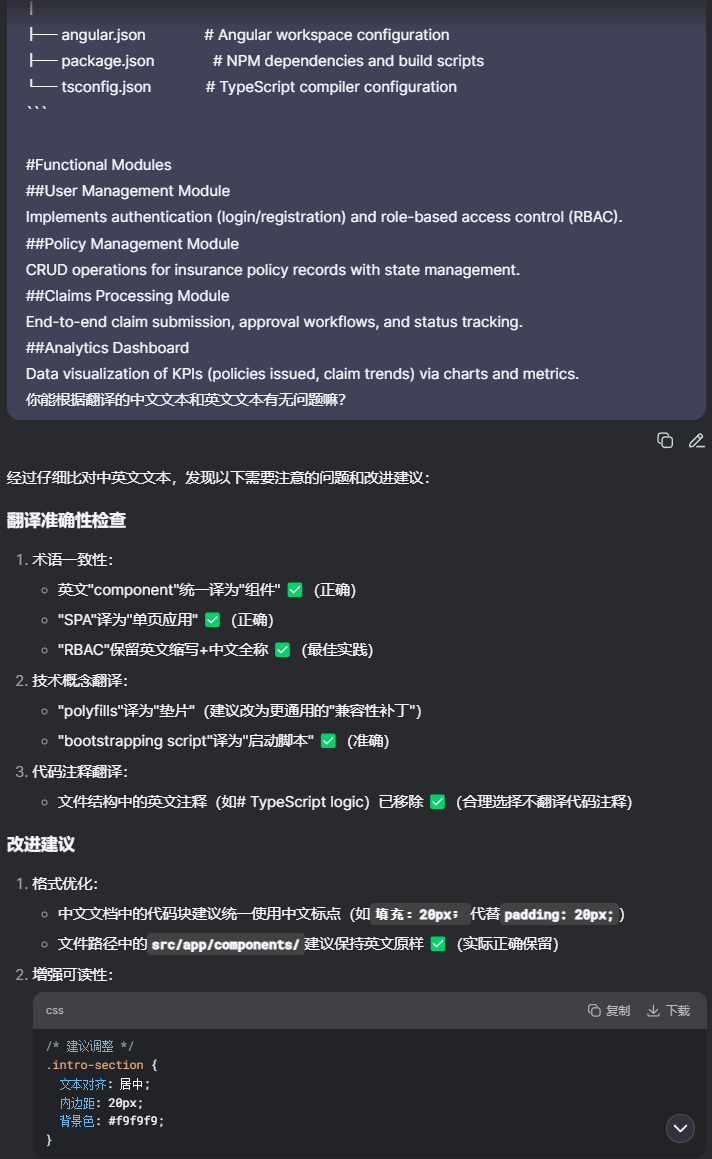 ├── angular.json # Angular workspace configuration
├── package.json # NPM dependencies and build scripts
└── tsconfig.json # TypeScript compiler configuration
```
#Functional Modules
##User Management Module
Implements authentication (login/registration) and role-based access control (RBAC).
##Policy Management Module
CRUD operations for insurance policy records with state management.
##Claims Processing Module
End-to-end claim submission, approval workflows, and status tracking.
##Analytics Dashboard
Data visualization of KPIs (policies issued, claim trends) via charts and metrics.
你能根据翻译的中文文本和英文文本有无问题嘛?
经过仔细比对中英文文本，发现以下需要注意的问题和改进建议：
翻译准确性检查
1. 术语一致性：
◦ 英文"component"统一译为"组件" ✅（正确）
◦ "SPA"译为"单页应用" ✅（正确）
◦ "RBAC"保留英文缩写+中文全称 ✅（最佳实践）
2. 技术概念翻译：
◦ "polyfills"译为"垫片"（建议改为更通用的"兼容性补丁"）
◦ "bootstrapping script"译为"启动脚本" ✅（准确）
3. 代码注释翻译：
◦ 文件结构中的英文注释（如# TypeScript logic）已移除 ✅（合理选择不翻译代码注释）
改进建议
1. 格式优化：
◦ 中文文档中的代码块建议统一使用中文标点（如 填充：20px； 代替 padding: 20px; ）
◦ 文件路径中的 src/app/components/ 建议保持英文原样 ✅（实际正确保留）
2. 增强可读性：
css 复制 下载
/* 建议调整 */
.intro-section {
文本对齐: 居中;
内边距: 20px;
背景色: #f9f9f9;
}